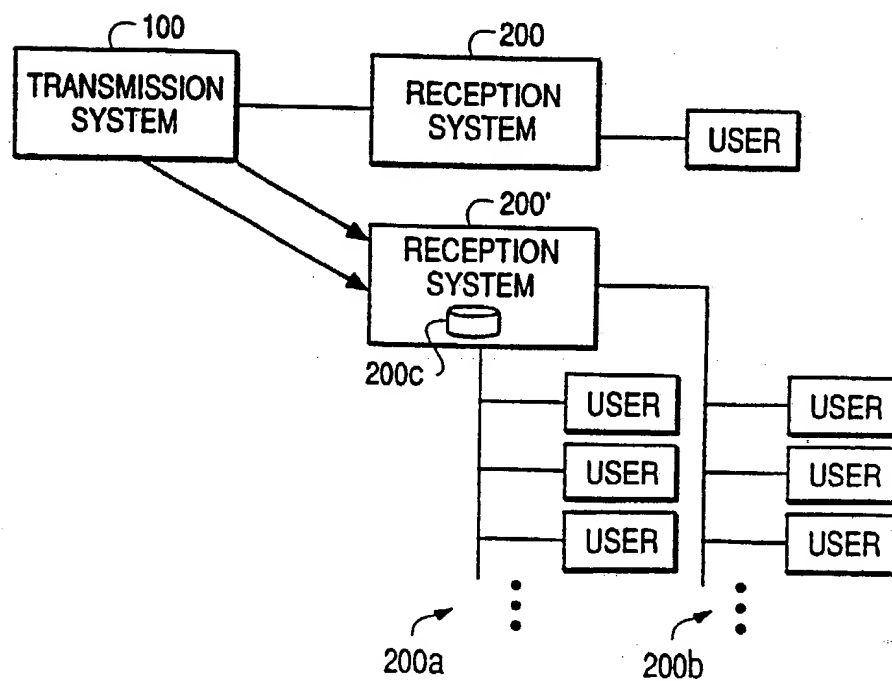 100
TRANSMISSION
SYSTEM
200
RECEPTION
SYSTEM
USER
200'
RECEPTION
SYSTEM
200c
USER
USER
USER
USER
USER
USER
200a
200b